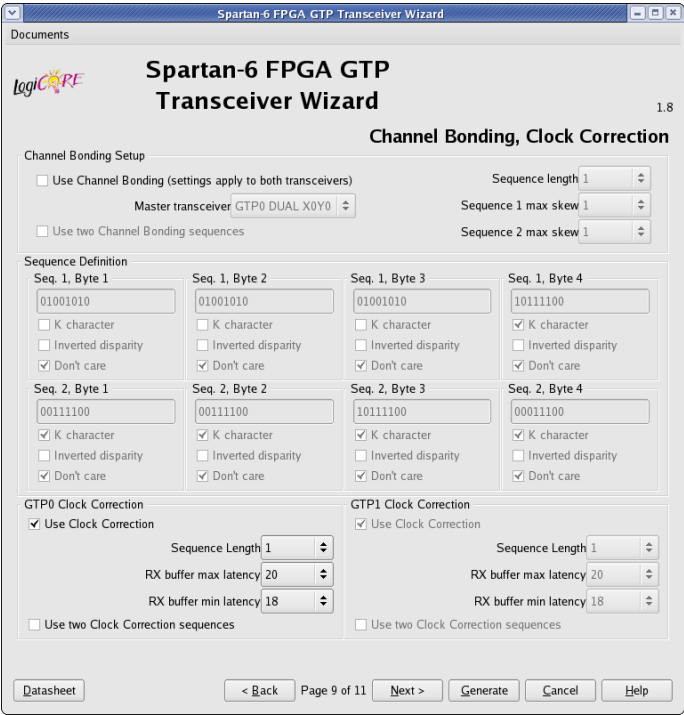 Spartan-6 FPGA GTP Transceiver Wizard
Documents
LogiCORE
Spartan-6 FPGA GTP
Transceiver Wizard
1.8
Channel Bonding, Clock Correction
Channel Bonding Setup
Use Channel Bonding (settings apply to both transceivers)
Sequence length 1
Master transceiver GTP0 DUAL X0Y0
Sequence 1 max skew 1
Use two Channel Bonding sequences
Sequence 2 max skew 1
Sequence Definition
Seq. 1, Byte 1 Seq. 1, Byte 2 Seq. 1, Byte 3 Seq. 1, Byte 4
01001010 01001010 01001010 10111100
K character K character K character K character
Inverted disparity Inverted disparity Inverted disparity Inverted disparity
Don't care Don't care Don't care Don't care
Seq. 2, Byte 1 Seq. 2, Byte 2 Seq. 2, Byte 3 Seq. 2, Byte 4
00111100 00111100 10111100 00011100
K character K character K character K character
Inverted disparity Inverted disparity Inverted disparity Inverted disparity
Don't care Don't care Don't care Don't care
GTP0 Clock Correction GTP1 Clock Correction
Use Clock Correction Use Clock Correction
Sequence Length 1 Sequence Length 1
RX buffer max latency 20 RX buffer max latency 20
RX buffer min latency 18 RX buffer min latency 18
Use two Clock Correction sequences Use two Clock Correction sequences
Datasheet < Back Page 9 of 11 Next > Generate Cancel Help